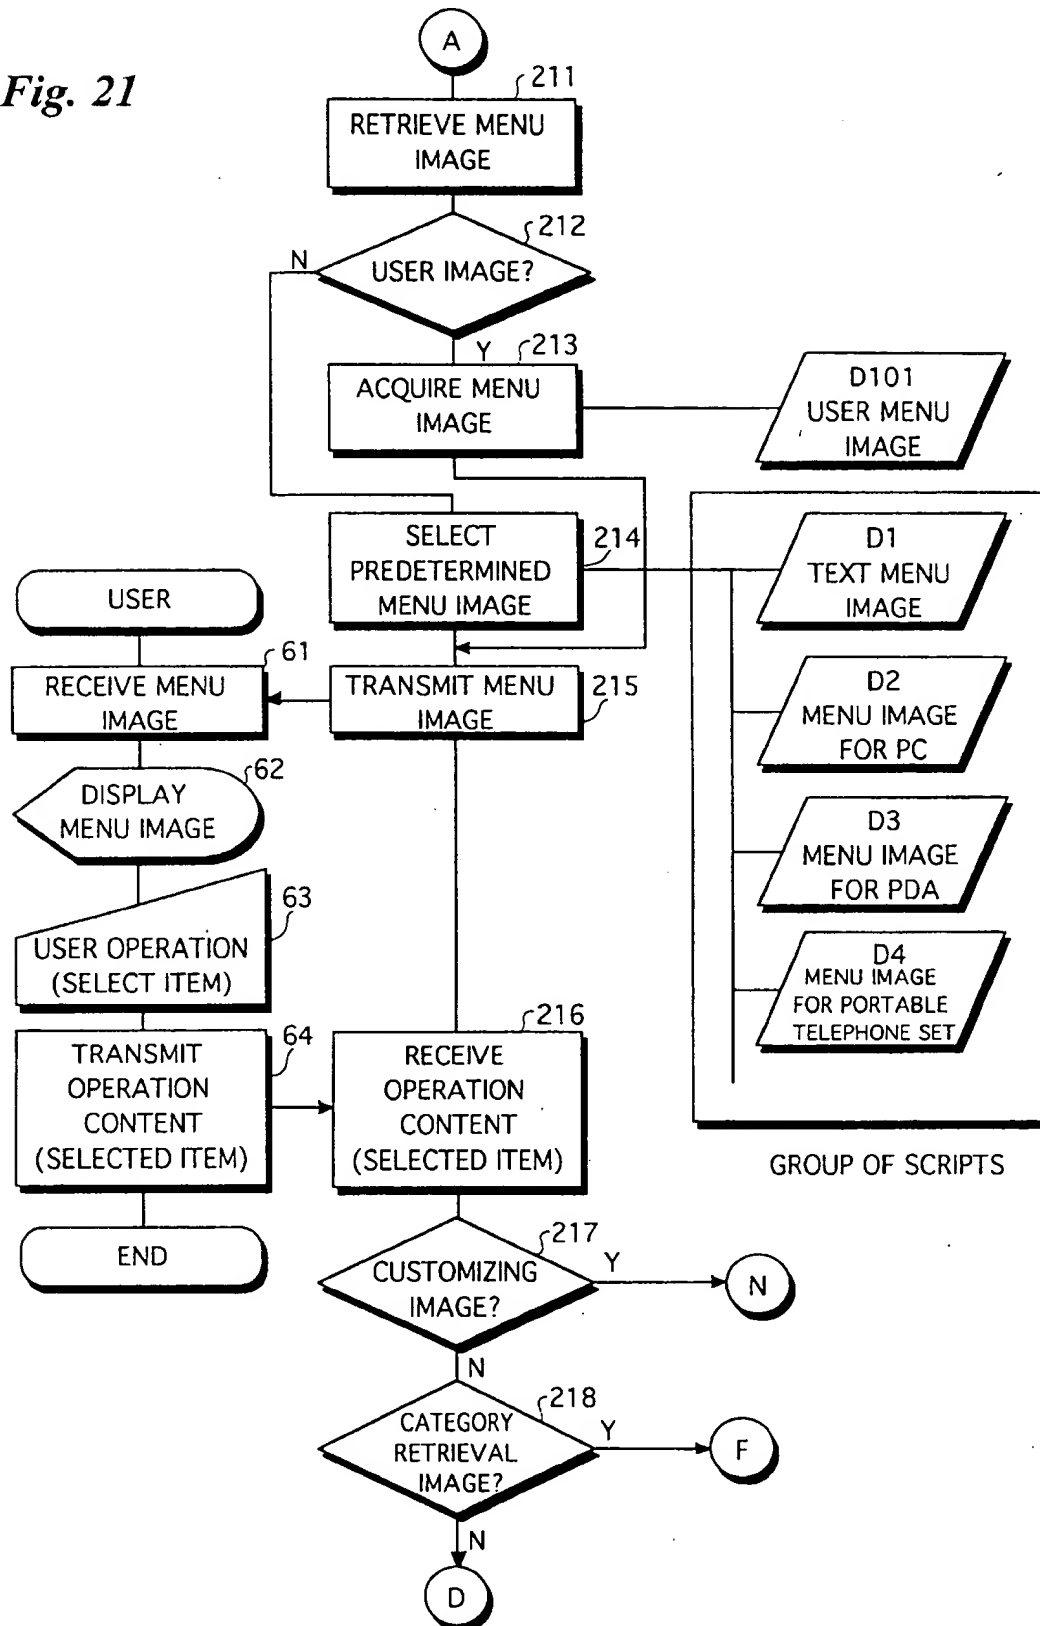 Fig. 21
A
211
RETRIEVE MENU
IMAGE
212
N
USER IMAGE?
Y
213
ACQUIRE MENU
IMAGE
D101
USER MENU
IMAGE
SELECT
PREDETERMINED
MENU IMAGE
214
D1
TEXT MENU
IMAGE
USER
61
RECEIVE MENU
IMAGE
TRANSMIT MENU
IMAGE
215
D2
MENU IMAGE
FOR PC
62
DISPLAY
MENU IMAGE
D3
MENU IMAGE
FOR PDA
63
USER OPERATION
(SELECT ITEM)
D4
MENU IMAGE
FOR PORTABLE
TELEPHONE SET
64
TRANSMIT
OPERATION
CONTENT
(SELECTED ITEM)
216
RECEIVE
OPERATION
CONTENT
(SELECTED ITEM)
GROUP OF SCRIPTS
END
217
CUSTOMIZING
IMAGE?
Y
N
N
218
CATEGORY
RETRIEVAL
IMAGE?
Y
F
N
D